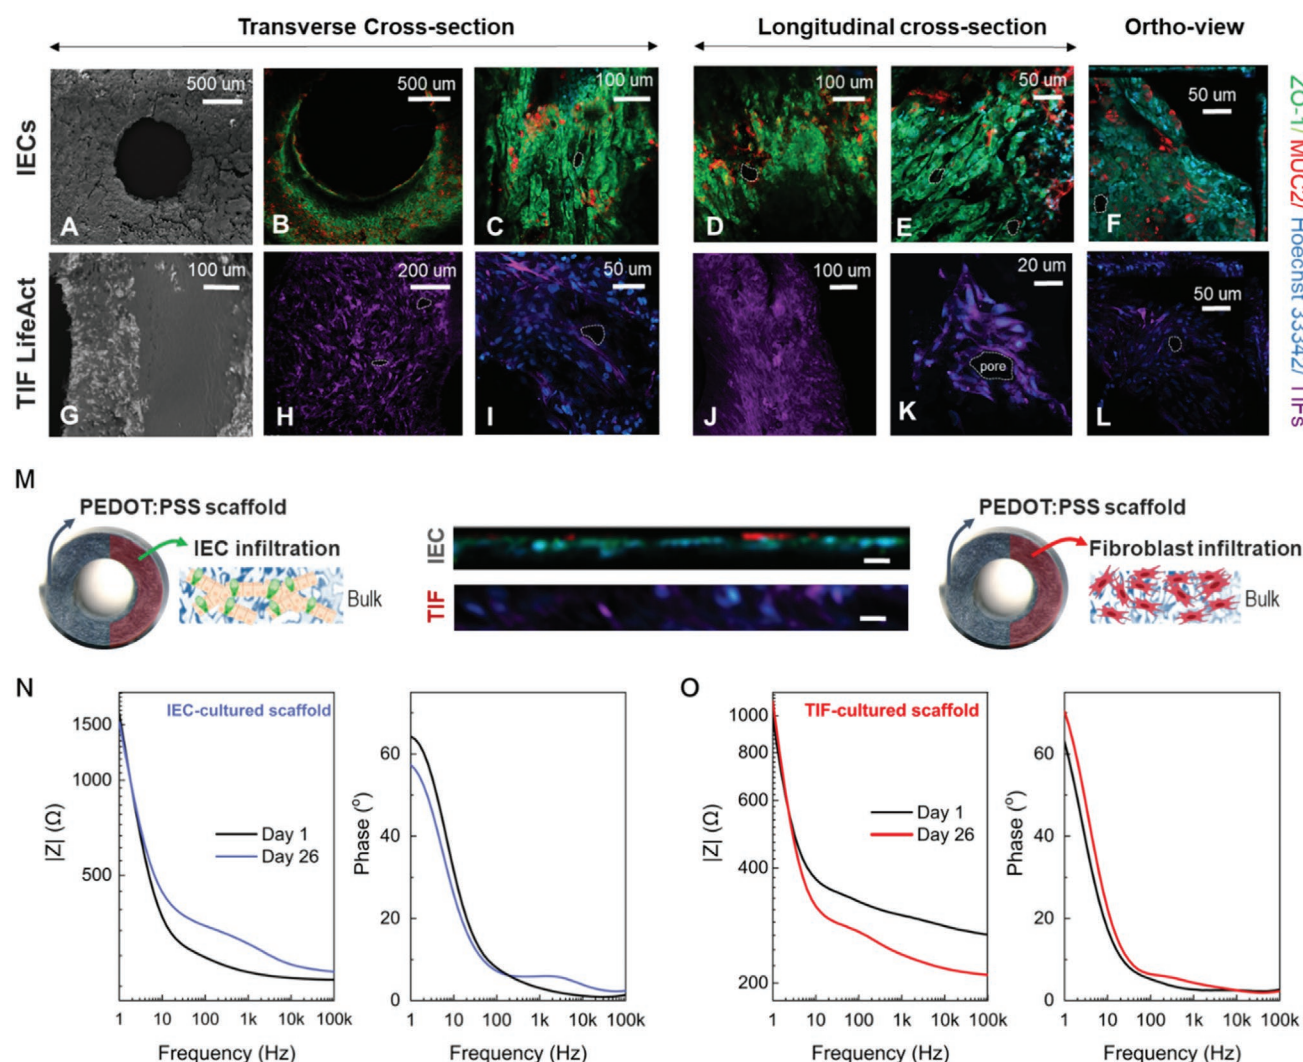 Transverse Cross-section
Longitudinal cross-section
Ortho-view
IECs
500 um
A
500 um
B
100 um
C
100 um
D
50 um
E
50 um
F
ZO-1/ MUC2/ Hoecnst 33342/ TIFs
TIF LifeAct
100 um
G
200 um
H
50 um
I
100 um
J
20 um
pore
K
50 um
L
M
PEDOT:PSS scaffold
IEC infiltration
Bulk
IEC
TIF
PEDOT:PSS scaffold
Fibroblast infiltration
Bulk
N
IEC-cultured scaffold
|Z| (Ω)
1500
1000
500
Day 1
Day 26
1 10 100 1k 10k 100k
Frequency (Hz)
Phase (°)
60
40
20
0
1 10 100 1k 10k 100k
Frequency (Hz)
O
TIF-cultured scaffold
|Z| (Ω)
1000
800
600
400
200
Day 1
Day 26
1 10 100 1k 10k 100k
Frequency (Hz)
Phase (°)
60
40
20
0
1 10 100 1k 10k 100k
Frequency (Hz)